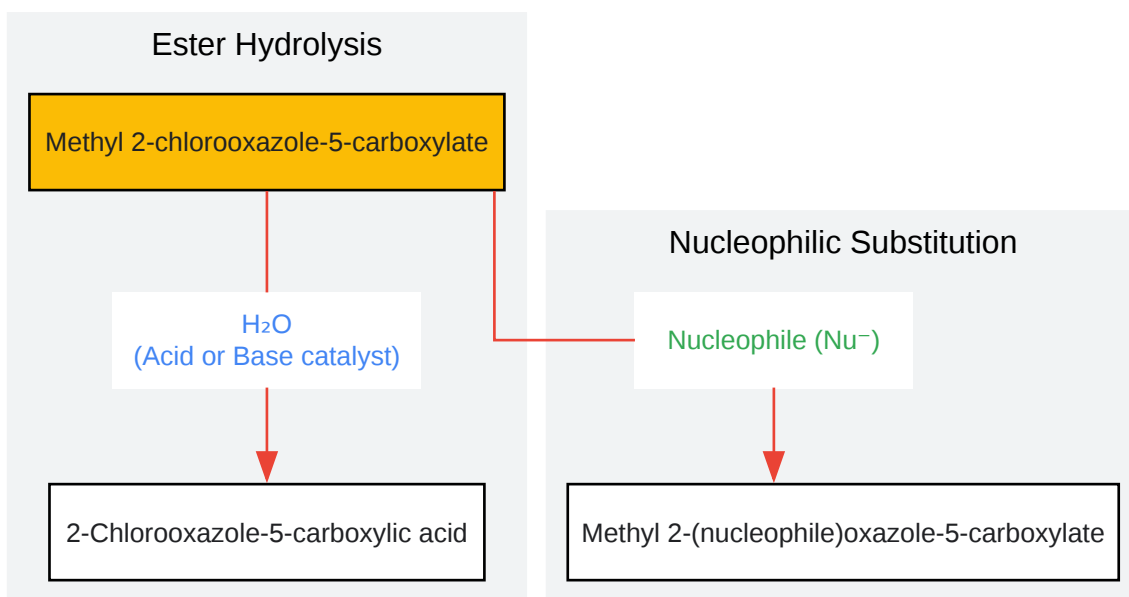 Ester Hydrolysis
Methyl 2-chlorooxazole-5-carboxylate
H₂O
(Acid or Base catalyst)
2-Chlorooxazole-5-carboxylic acid
Nucleophilic Substitution
Nucleophile (Nu⁻)
Methyl 2-(nucleophile)oxazole-5-carboxylate